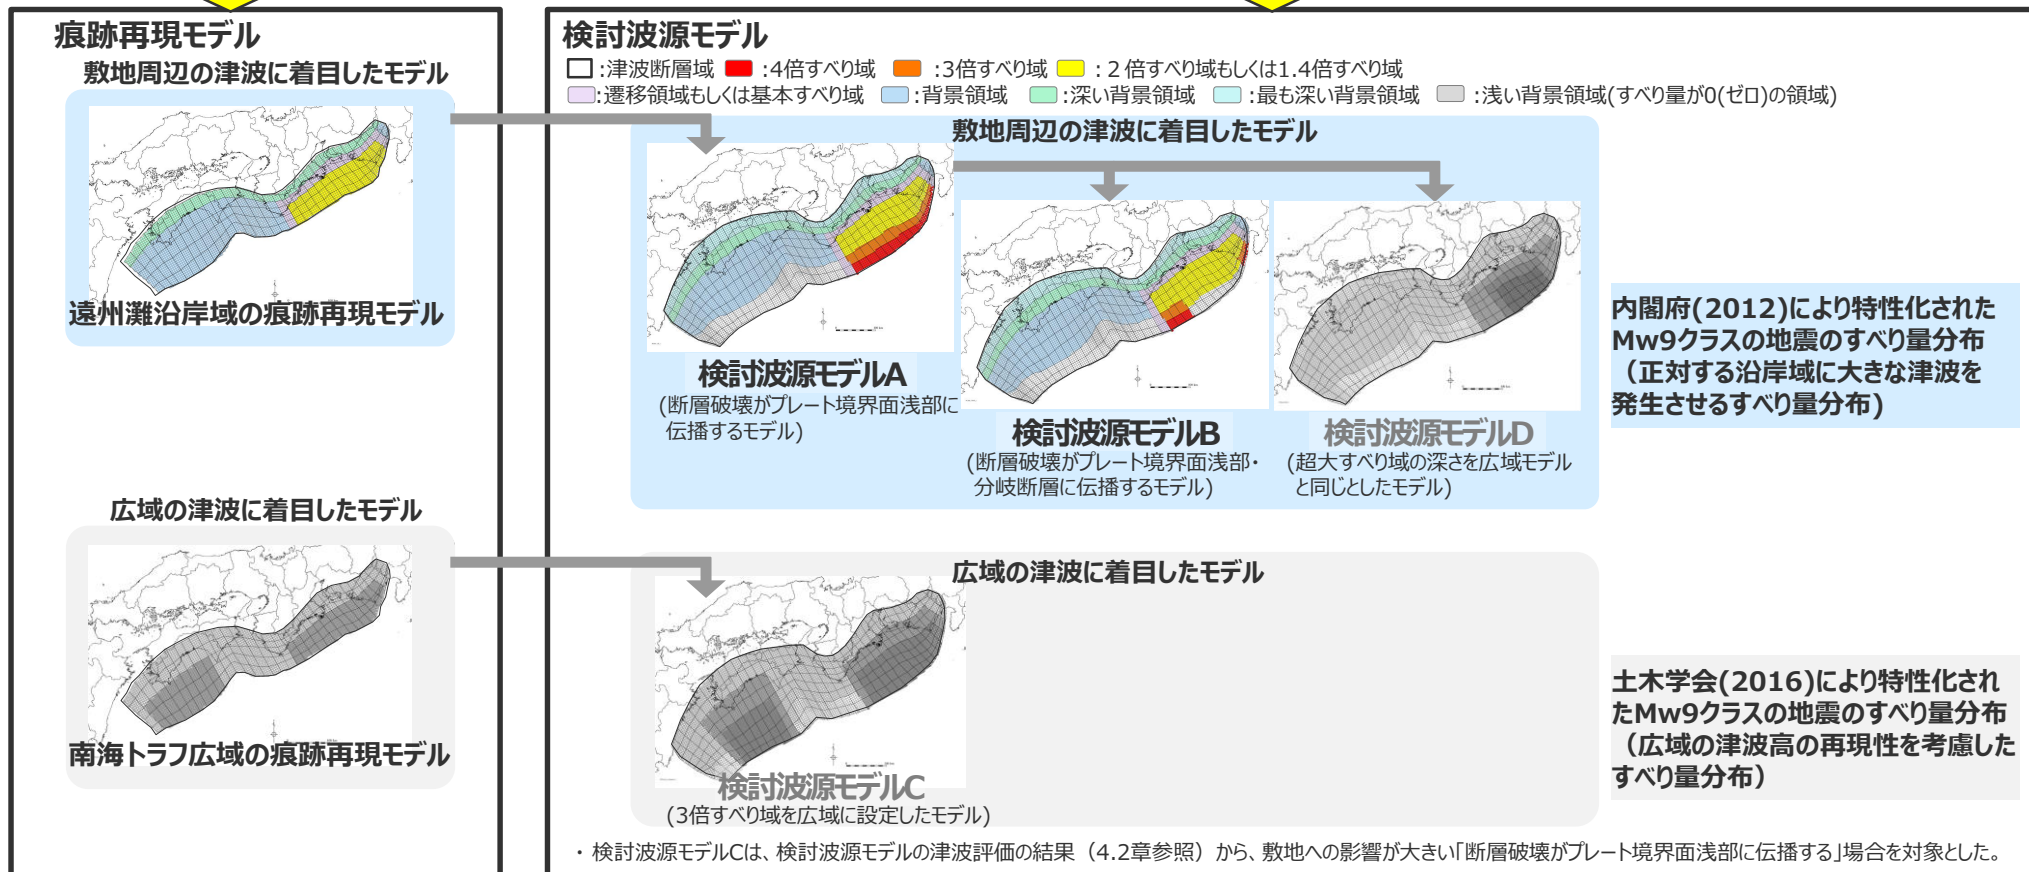 痕跡再現モデル
敷地周辺の津波に着目したモデル
遠州灘沿岸域の痕跡再現モデル
広域の津波に着目したモデル
南海トラフ広域の痕跡再現モデル
検討波源モデル
:津波断層域 :4倍すべり域 :3倍すべり域 :２倍すべり域もしくは1.4倍すべり域
:遷移領域もしくは基本すべり域 :背景領域 :深い背景領域 :最も深い背景領域 :浅い背景領域(すべり量が0(ゼロ)の領域)
敷地周辺の津波に着目したモデル
検討波源モデルA
(断層破壊がプレート境界面浅部に
伝播するモデル)
検討波源モデルB
(断層破壊がプレート境界面浅部・
分岐断層に伝播するモデル)
検討波源モデルD
(超大すべり域の深さを広域モデル
と同じとしたモデル)
内閣府(2012)により特性化された
Mw9クラスの地震のすべり量分布
（正対する沿岸域に大きな津波を
発生させるすべり量分布)
広域の津波に着目したモデル
検討波源モデルC
(3倍すべり域を広域に設定したモデル)
土木学会(2016)により特性化され
たMw9クラスの地震のすべり量分布
（広域の津波高の再現性を考慮した
すべり量分布）
・検討波源モデルCは、検討波源モデルの津波評価の結果（4.2章参照）から、敷地への影響が大きい「断層破壊がプレート境界面浅部に伝播する」場合を対象とした。